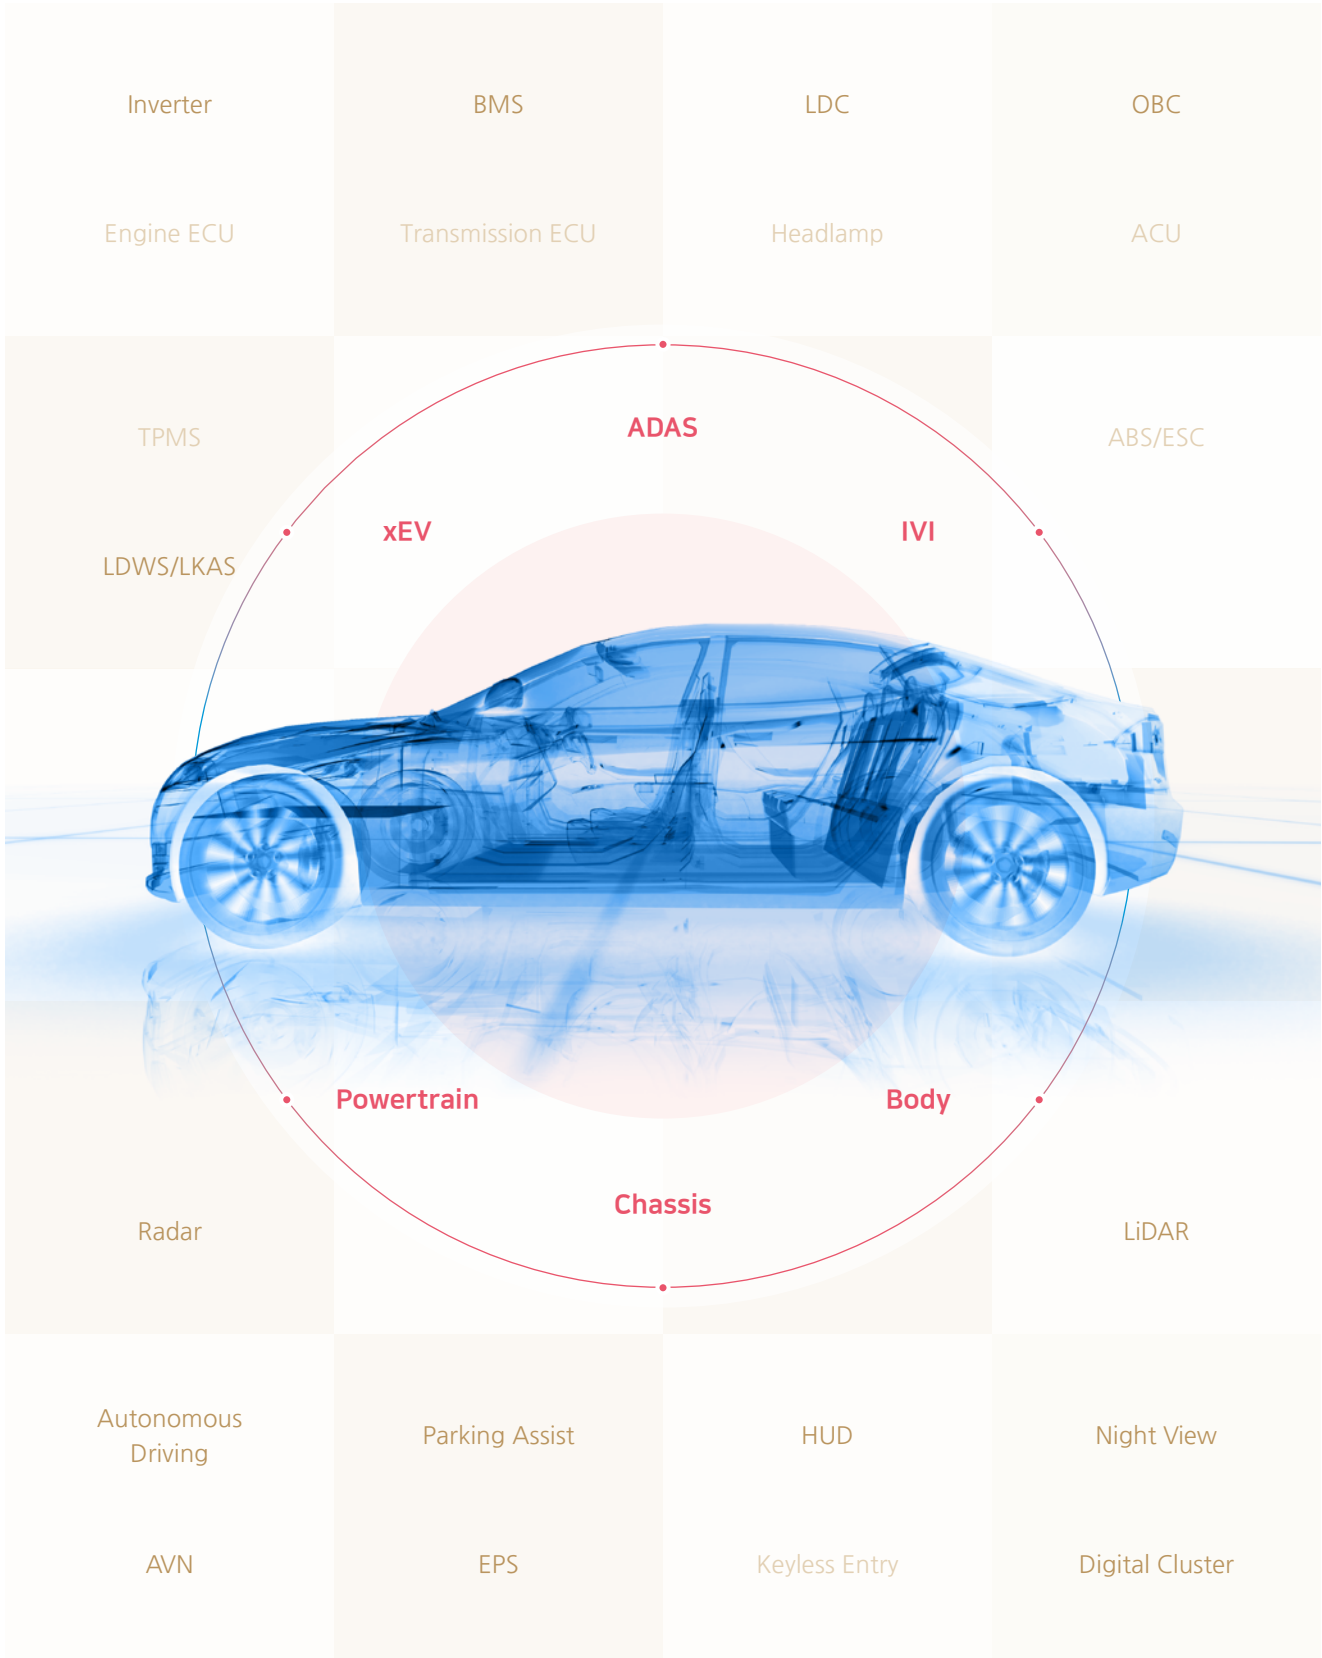 Inverter
BMS
LDC
OBC
Engine ECU
Transmission ECU
Headlamp
ACU
ADAS
TPMS
ABS/ESC
xEV
IVI
LDWS/LKAS
Powertrain
Body
Chassis
Radar
LiDAR
Autonomous
Driving
Parking Assist
HUD
Night View
AVN
EPS
Keyless Entry
Digital Cluster